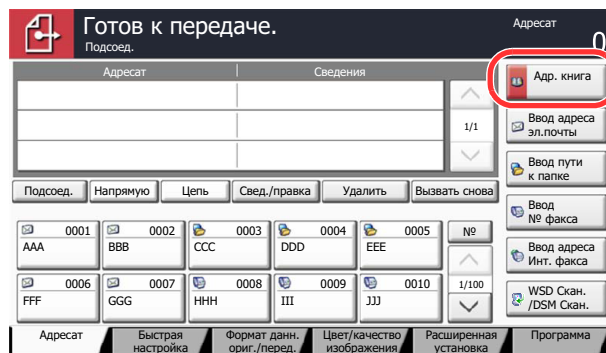 Готов к передаче.
Адресат
Подсоед.
0
Адресат
Сведения
Адр. книга
1/1
Ввод адреса
эл.почты
Ввод пути
к папке
Подсоед.
Напрямую
Цепь
Свед./правка
Удалить
Вызвать снова
Ввод
№ факса
0001
AAA
0002
BBB
0003
CCC
0004
DDD
0005
EEE
№
Ввод адреса
Инт. факса
0006
FFF
0007
GGG
0008
HHH
0009
III
0010
JJJ
1/100
WSD Скан.
/DSM Скан.
Адресат
Быстрая
настройка
Формат данн.
ориг./перед.
Цвет/качество
изображения
Расширенная
установка
Программа